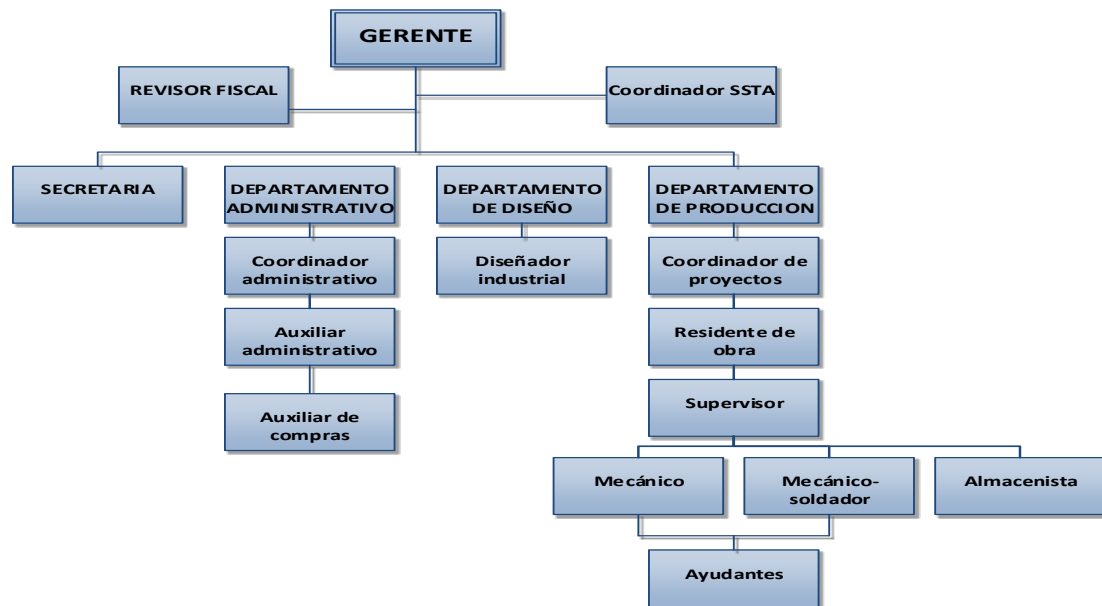 GERENTE
REVISOR FISCAL
Coordinador SSTA
SECRETARIA
DEPARTAMENTO
ADMINISTRATIVO
DEPARTAMENTO
DE DISEÑO
DEPARTAMENTO
DE PRODUCCION
Coordinador
administrativo
Diseñador
industrial
Coordinador de
proyectos
Auxiliar
administrativo
Residente de
obra
Auxiliar de
compras
Supervisor
Mecánico
Mecánico-
soldador
Almacenista
Ayudantes